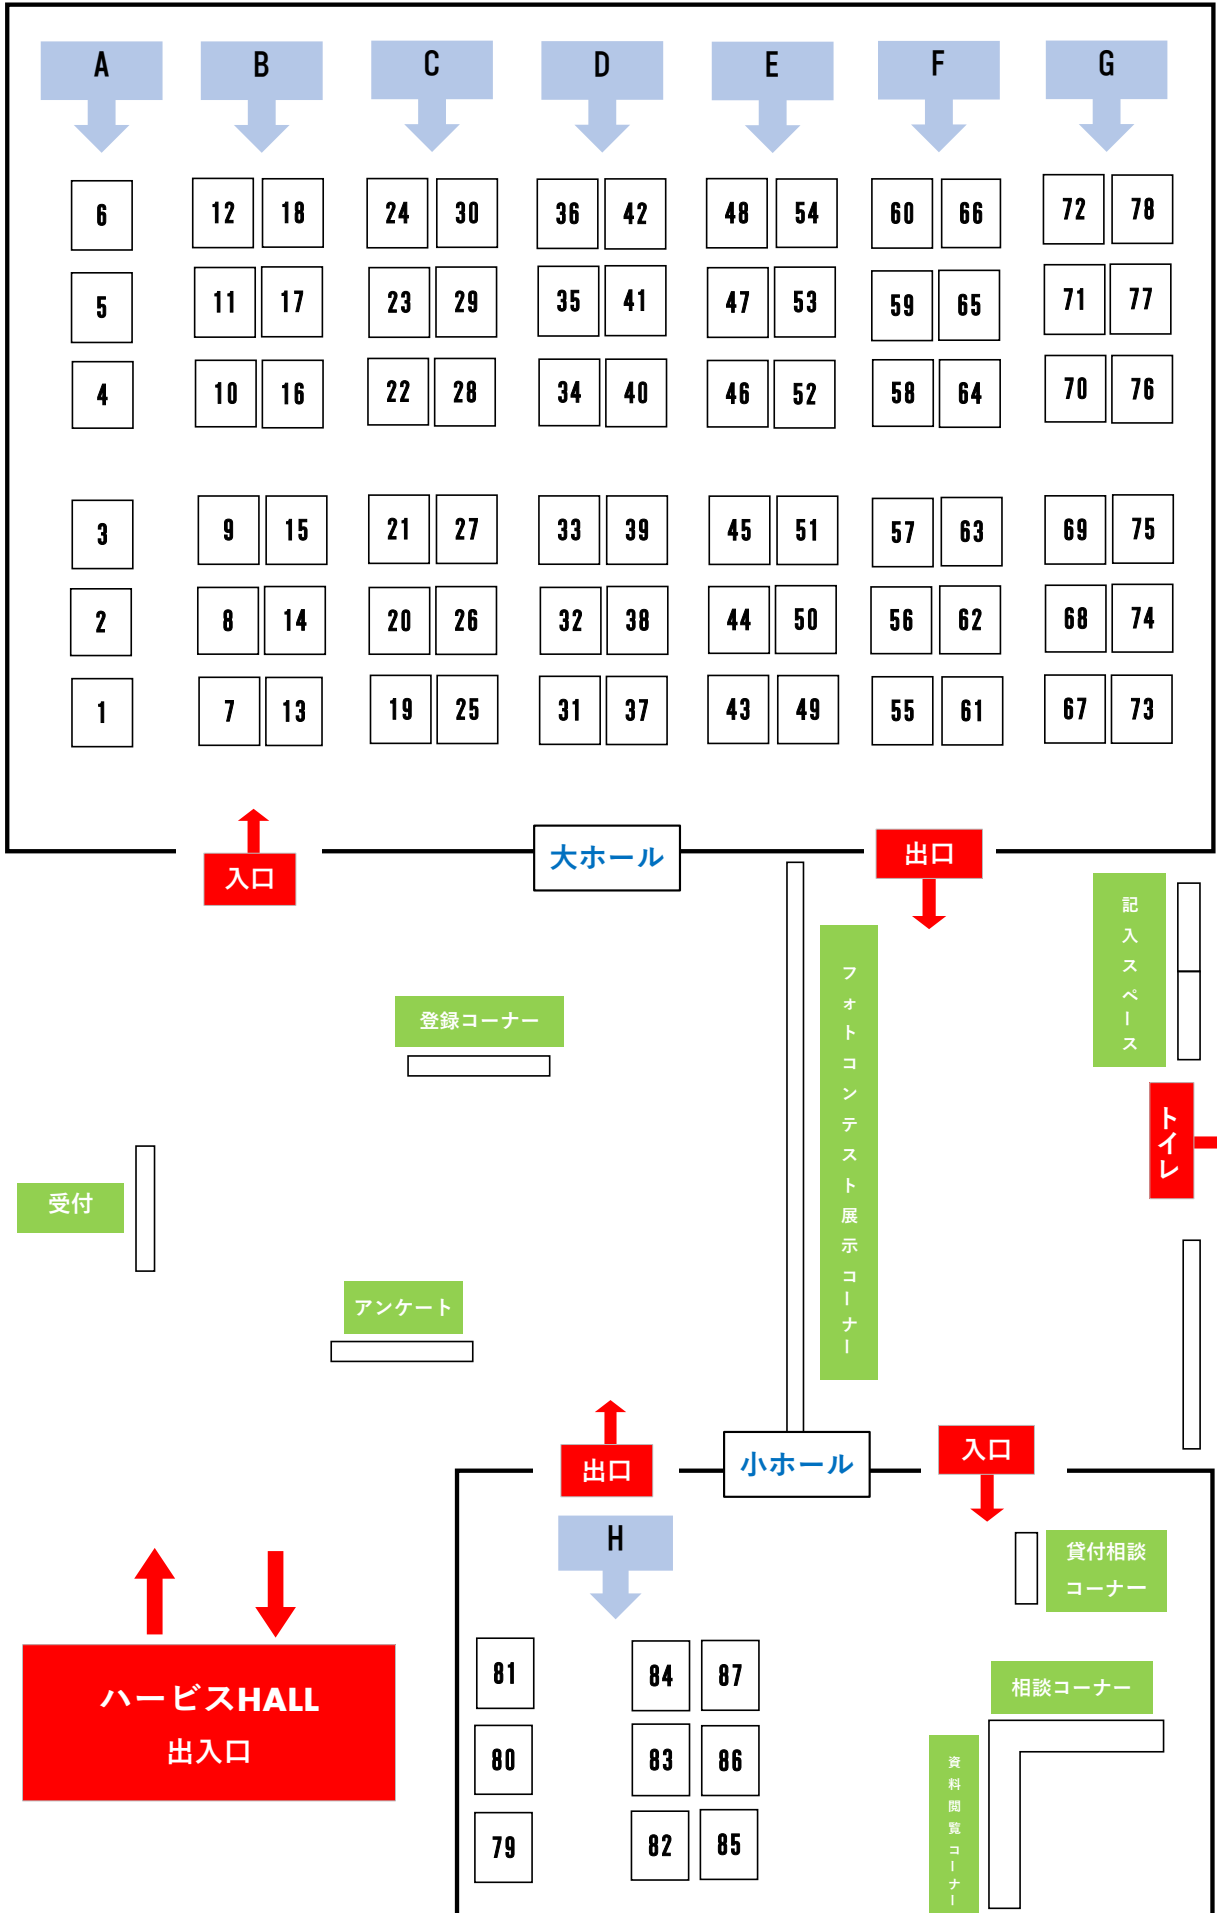 A B C D E F G
6 12 18 24 30 36 42 48 54 60 66 72 78
5 11 17 23 29 35 41 47 53 59 65 71 77
4 10 16 22 28 34 40 46 52 58 64 70 76
3 9 15 21 27 33 39 45 51 57 63 69 75
2 8 14 20 26 32 38 44 50 56 62 68 74
1 7 13 19 25 31 37 43 49 55 61 67 73
入口
大ホール
出口
記入スペース
フォトコンテスト展示コーナー
登録コーナー
トイレ
受付
アンケート
出口
小ホール
入口
H
貸付相談
コーナー
81 84 87
80 83 86
79 82 85
相談コーナー
資料閲覧コーナー
ハービスHALL
出入口